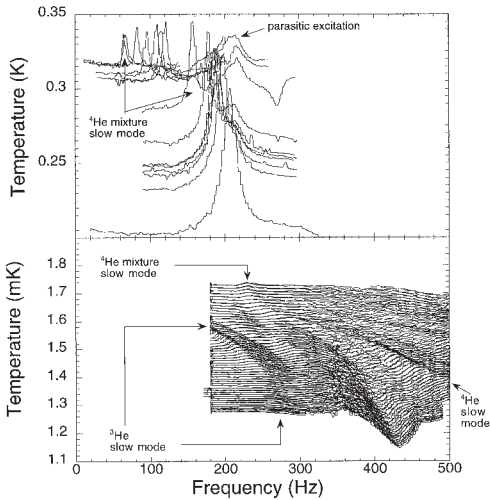 0.35
parasitic excitation
0.3
⁴He mixture
slow mode
0.25
Temperature (K)
⁴He mixture
slow mode
1.8
1.7
1.6
1.5
1.4
1.3
1.2
1.1
Temperature (mK)
³He
slow mode
⁴He
slow
mode
0 100 200 300 400 500
Frequency (Hz)